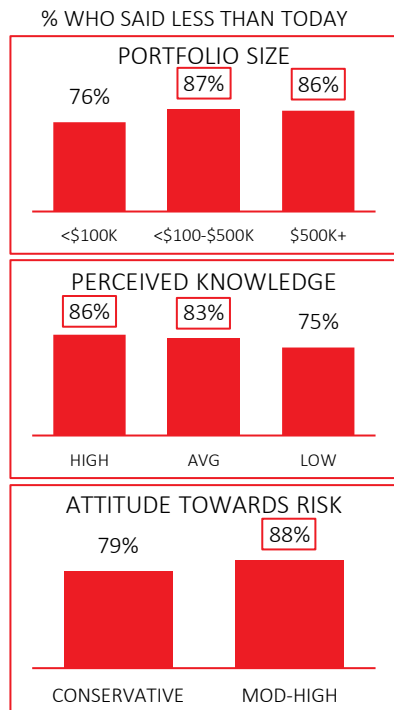 % WHO SAID LESS THAN TODAY
PORTFOLIO SIZE
76% 87% 86%
<$100K <$100-$500K $500K+
PERCEIVED KNOWLEDGE
86% 83% 75%
HIGH AVG LOW
ATTITUDE TOWARDS RISK
79% 88%
CONSERVATIVE MOD-HIGH